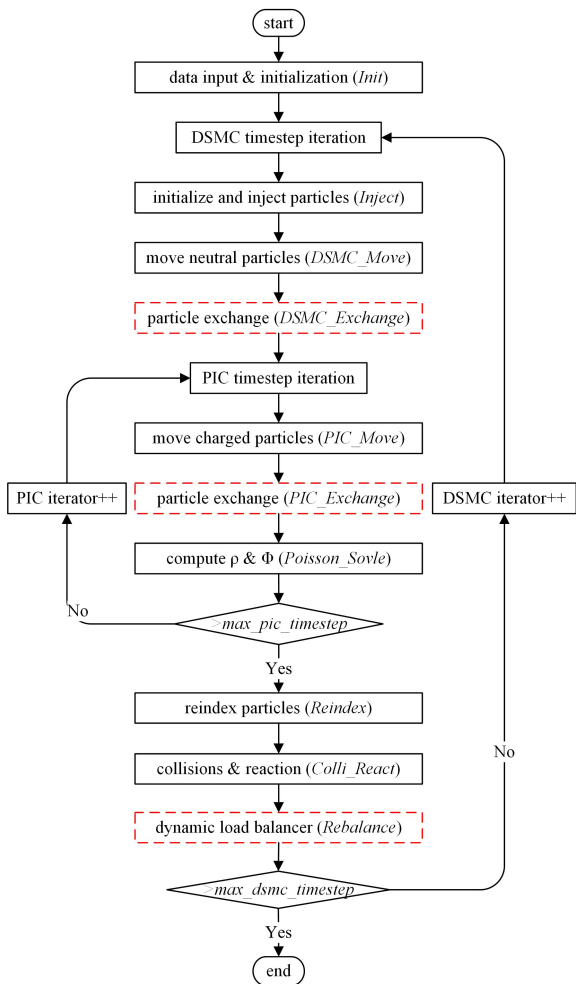 start
data input & initialization (Init)
DSMC timestep iteration
initialize and inject particles (Inject)
move neutral particles (DSMC_Move)
particle exchange (DSMC_Exchange)
PIC timestep iteration
move charged particles (PIC_Move)
PIC iterator++
particle exchange (PIC_Exchange)
DSMC iterator++
compute ρ & Φ (Poisson_Sovle)
No
>max_pic_timestep
Yes
reindex particles (Reindex)
No
collisions & reaction (Colli_React)
dynamic load balancer (Rebalance)
>max_dsmc_timestep
Yes
end